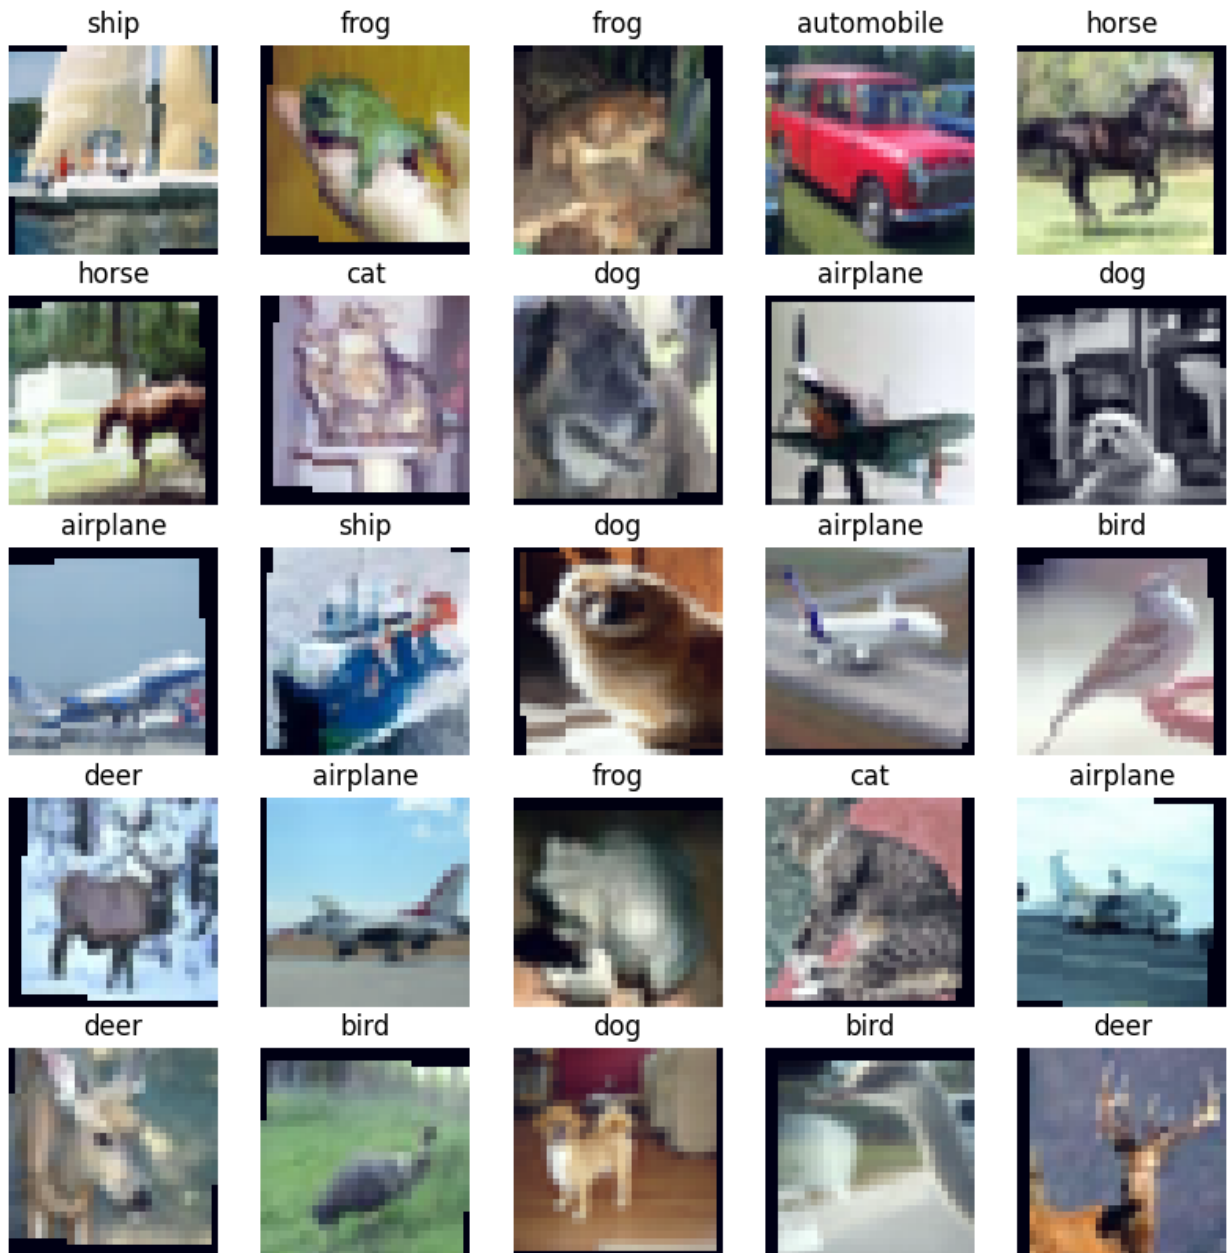 ship frog frog automobile horse
horse cat dog airplane dog
airplane ship dog airplane bird
deer airplane frog cat airplane
deer bird dog bird deer